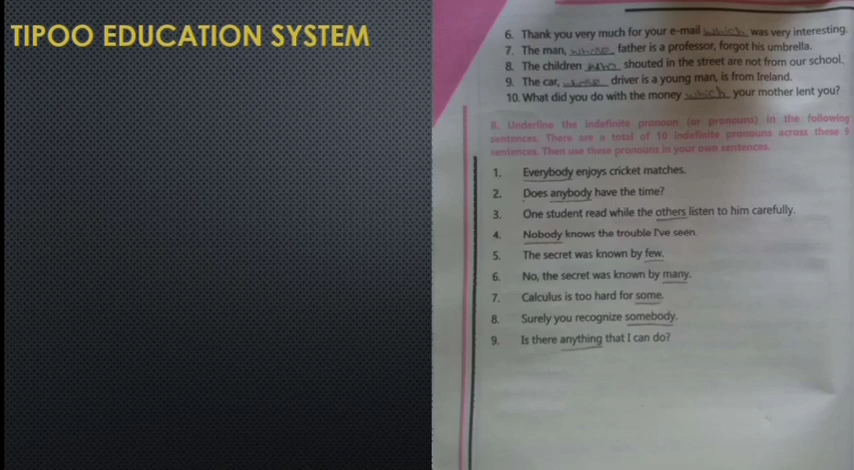 TIPOO EDUCATION SYSTEM
6. Thank you very much for your e-mail which was very interesting.
7. The man, whose father is a professor, forgot his umbrella.
8. The children who shouted in the street are not from our school.
9. The car, whose driver is a young man, is from Ireland.
10. What did you do with the money which your mother lent you?
B. Underline the indefinite pronoun (or pronouns) in the following
sentences. There are a total of 10 indefinite pronouns across these 9
sentences. Then use these pronouns in your own sentences.
1. Everybody enjoys cricket matches.
2. Does anybody have the time?
3. One student read while the others listen to him carefully.
4. Nobody knows the trouble I've seen.
5. The secret was known by few.
6. No, the secret was known by many.
7. Calculus is too hard for some.
8. Surely you recognize somebody.
9. Is there anything that I can do?